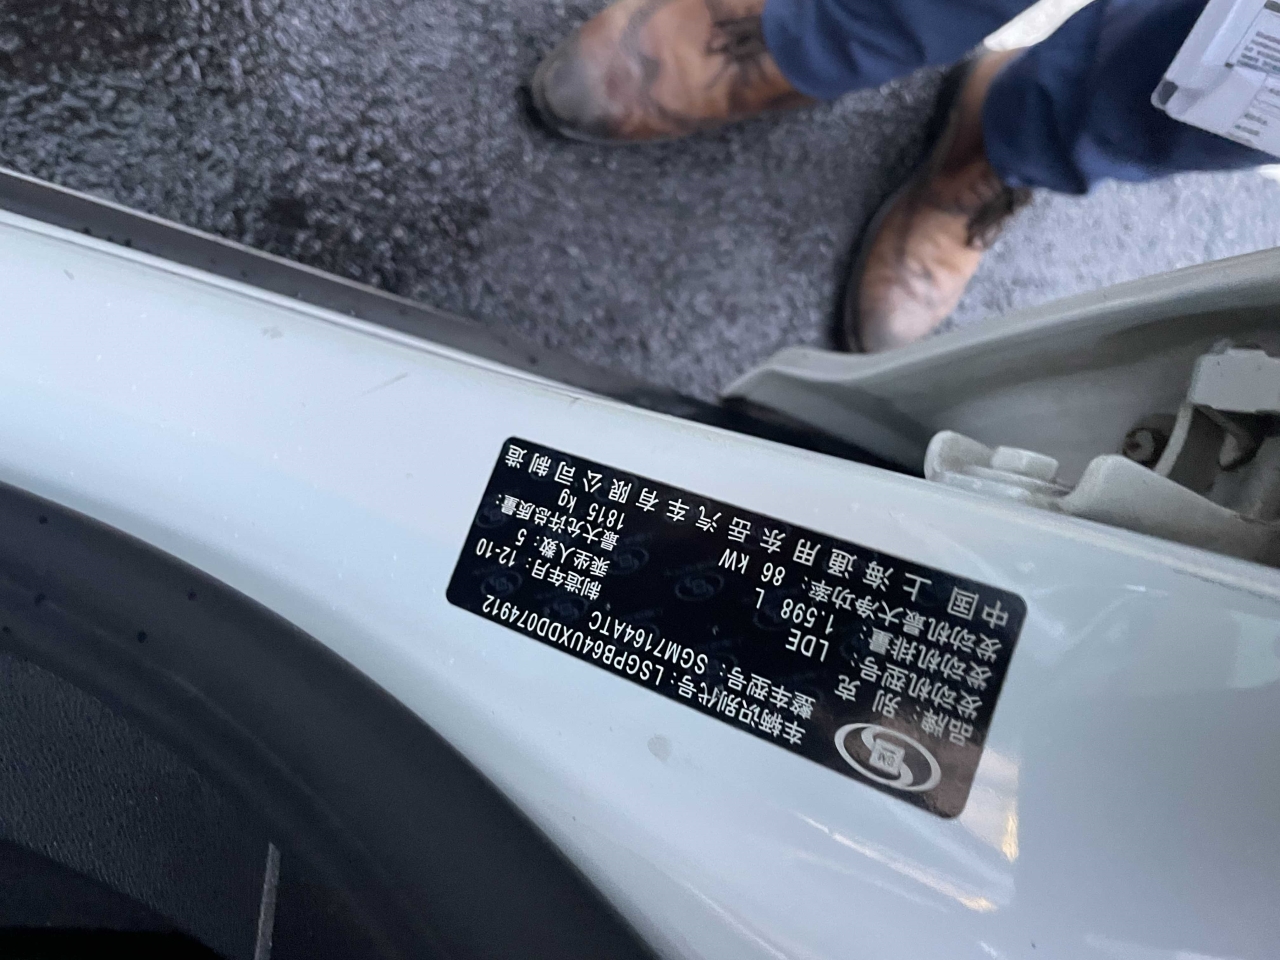 GM
车辆识别代号:LSGPB64UXDD074912
品牌: 别 克 整车型号: SGM7164ATC
发动机型号: LDE 制造年月: 12-10
发动机排量: 1.598 L 乘坐人数: 5
发动机最大净功率: 86 kW 最大允许总质量: 1815 kg
中国 上海通用东岳汽车有限公司制造